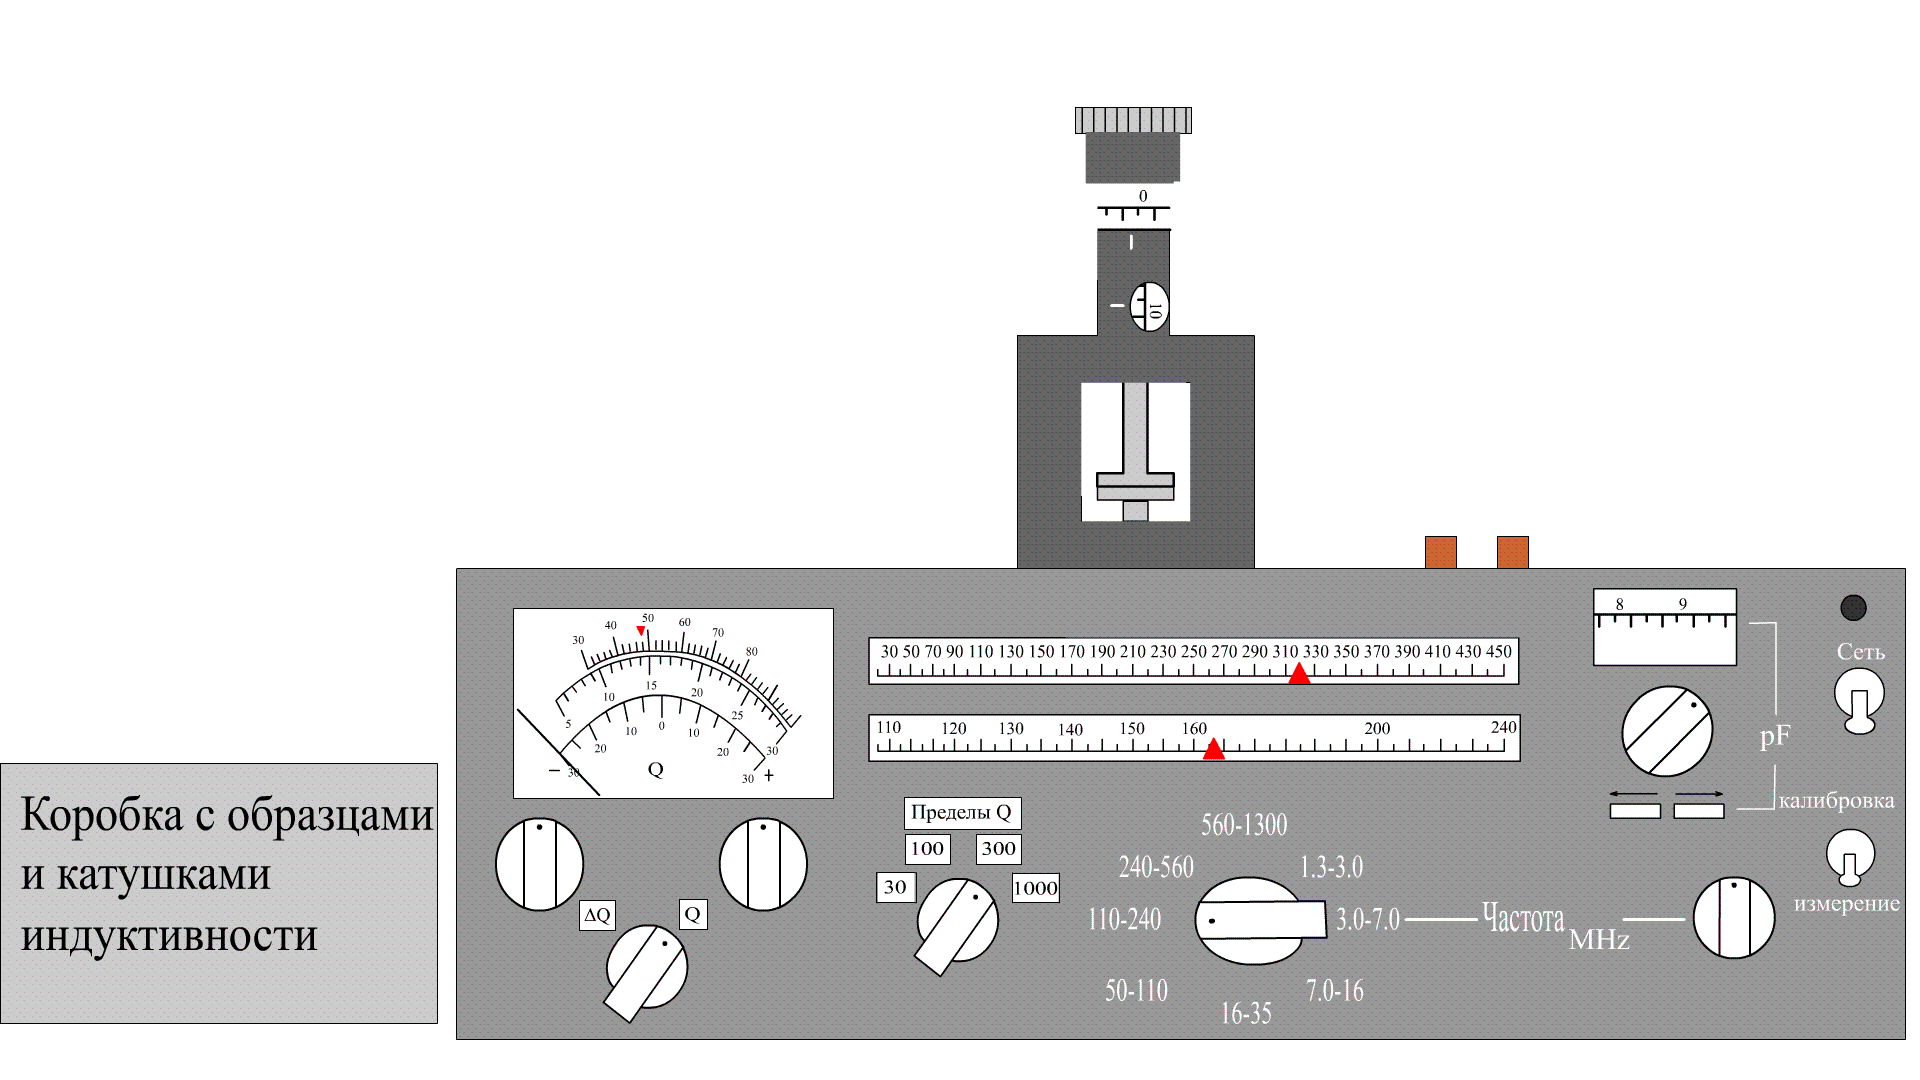 0
10
8 9
30 40 50 60 70 80
5 10 15 20 25 30
30 20 10 0 10 20 30
− Q +
30 50 70 90 110 130 150 170 190 210 230 250 270 290 310 330 350 370 390 410 430 450
110 120 130 140 150 160 200 240
Сеть
pF
калибровка
измерение
Коробка с образцами
и катушками
индуктивности
ΔQ Q
Пределы Q
100 300
30 1000
560-1300
240-560 1.3-3.0
110-240 3.0-7.0 Частота
MHz
50-110 7.0-16
16-35